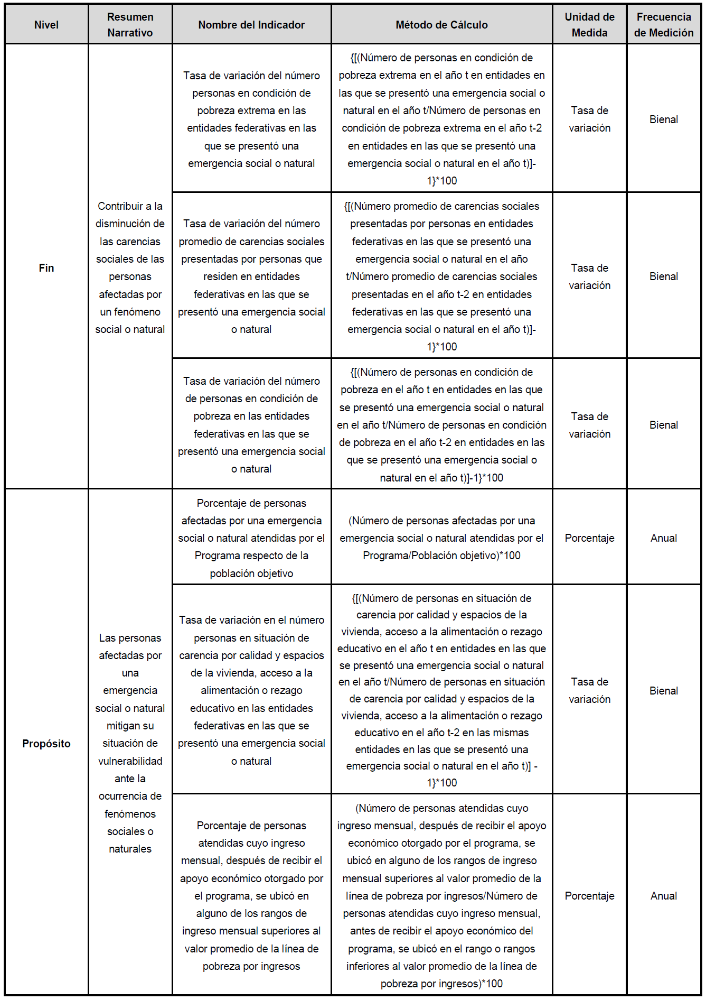 Nivel
Resumen
Narrativo
Nombre del Indicador
Método de Cálculo
Unidad de
Medida
Frecuencia
de Medición
Fin
Contribuir a la
disminución de
las carencias
sociales de las
personas
afectadas por
un fenómeno
social o natural
Tasa de variación del número
personas en condición de
pobreza extrema en las
entidades federativas en las
que se presentó una
emergencia social o natural
{[(Número de personas en condición de
pobreza extrema en el año t en entidades en
las que se presentó una emergencia social o
natural en el año t/Número de personas en
condición de pobreza extrema en el año t-2
en entidades en las que se presentó una
emergencia social o natural en el año t)]-
1}*100
Tasa de
variación
Bienal
Tasa de variación del número
promedio de carencias sociales
presentadas por personas que
residen en entidades
federativas en las que se
presentó una emergencia social
o natural
{[(Número promedio de carencias sociales
presentadas por personas en entidades
federativas en las que se presentó una
emergencia social o natural en el año
t/Número promedio de carencias sociales
presentadas en el año t-2 en entidades
federativas en las que se presentó una
emergencia social o natural en el año t)]-
1}*100
Tasa de
variación
Bienal
Tasa de variación del número
de personas en condición de
pobreza en las entidades
federativas en las que se
presentó una emergencia social
o natural
{[(Número de personas en condición de
pobreza en el año t en entidades en las que
se presentó una emergencia social o natural
en el año t/Número de personas en condición
de pobreza en el año t-2 en entidades en las
que se presentó una emergencia social o
natural en el año t)]-1}*100
Tasa de
variación
Bienal
Propósito
Las personas
afectadas por
una
emergencia
social o natural
mitigan su
situación de
vulnerabilidad
ante la
ocurrencia de
fenómenos
sociales o
naturales
Porcentaje de personas
afectadas por una emergencia
social o natural atendidas por el
Programa respecto de la
población objetivo
(Número de personas afectadas por una
emergencia social o natural atendidas por el
Programa/Población objetivo)*100
Porcentaje
Anual
Tasa de variación en el número
personas en situación de
carencia por calidad y espacios
de la vivienda, acceso a la
alimentación o rezago
educativo en las entidades
federativas en las que se
presentó una emergencia social
o natural
{[(Número de personas en situación de
carencia por calidad y espacios de la
vivienda, acceso a la alimentación o rezago
educativo en el año t en entidades en las que
se presentó una emergencia social o natural
en el año t/Número de personas en situación
de carencia por calidad y espacios de la
vivienda, acceso a la alimentación o rezago
educativo en el año t-2 en las mismas
entidades en las que se presentó una
emergencia social o natural en el año t)] -
1}*100
Tasa de
variación
Bienal
Porcentaje de personas
atendidas cuyo ingreso
mensual, después de recibir el
apoyo económico otorgado por
el programa, se ubicó en
alguno de los rangos de
ingreso mensual superiores al
valor promedio de la línea de
pobreza por ingresos
(Número de personas atendidas cuyo
ingreso mensual, después de recibir el apoyo
económico otorgado por el programa, se
ubicó en alguno de los rangos de ingreso
mensual superiores al valor promedio de la
línea de pobreza por ingresos/Número de
personas atendidas cuyo ingreso mensual,
antes de recibir el apoyo económico del
programa, se ubicó en el rango o rangos
inferiores al valor promedio de la línea de
pobreza por ingresos)*100
Porcentaje
Anual